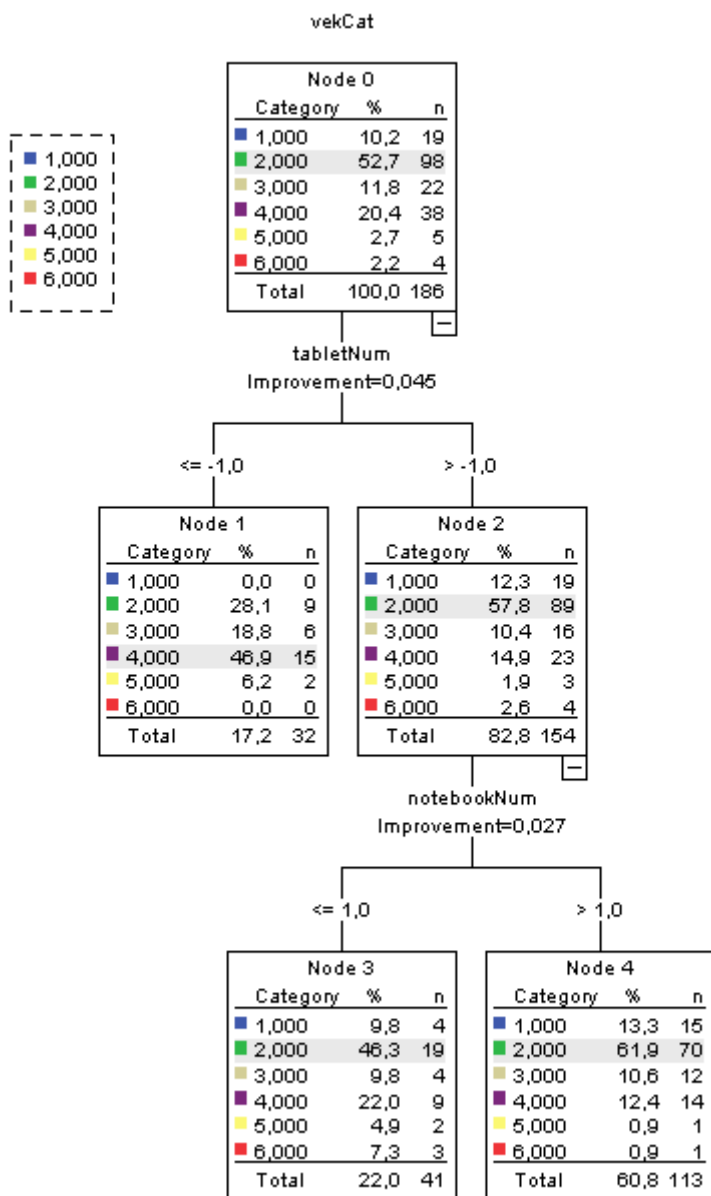 vekCat
1,000
2,000
3,000
4,000
5,000
6,000
Node 0
Category % n
1,000 10,2 19
2,000 52,7 98
3,000 11,8 22
4,000 20,4 38
5,000 2,7 5
6,000 2,2 4
Total 100,0 186
tabletNum
Improvement=0,045
<= -1,0 > -1,0
Node 1
Category % n
1,000 0,0 0
2,000 28,1 9
3,000 18,8 6
4,000 46,9 15
5,000 6,2 2
6,000 0,0 0
Total 17,2 32
Node 2
Category % n
1,000 12,3 19
2,000 57,8 89
3,000 10,4 16
4,000 14,9 23
5,000 1,9 3
6,000 2,6 4
Total 82,8 154
notebookNum
Improvement=0,027
<= 1,0 > 1,0
Node 3
Category % n
1,000 9,8 4
2,000 46,3 19
3,000 9,8 4
4,000 22,0 9
5,000 4,9 2
6,000 7,3 3
Total 22,0 41
Node 4
Category % n
1,000 13,3 15
2,000 61,9 70
3,000 10,6 12
4,000 12,4 14
5,000 0,9 1
6,000 0,9 1
Total 60,8 113